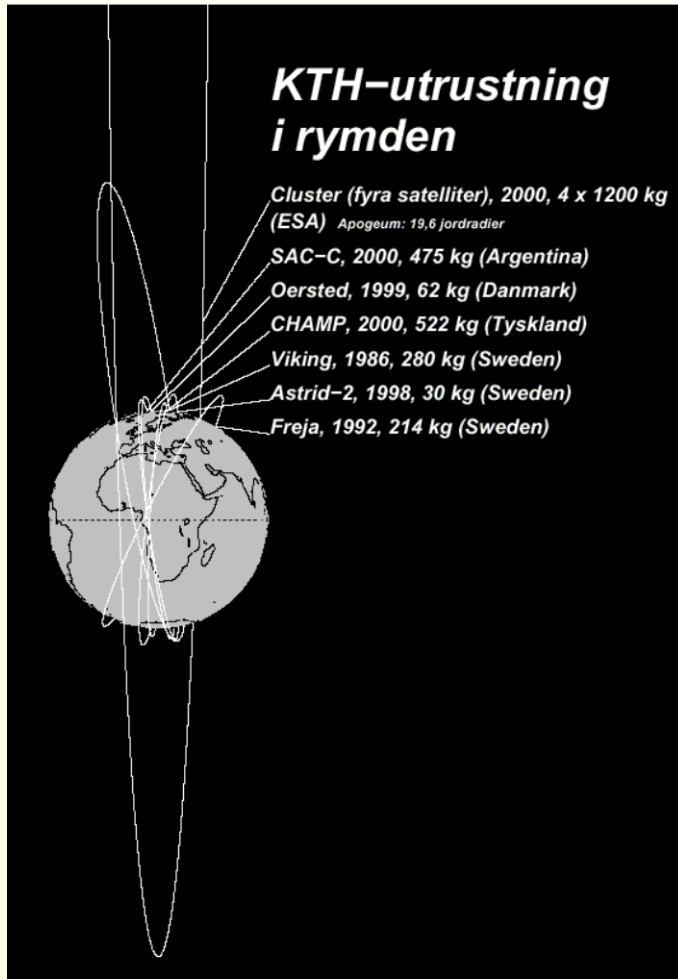 KTH−utrustning
i rymden
Cluster (fyra satelliter), 2000, 4 x 1200 kg
(ESA) Apogeum: 19,6 jordradier
SAC−C, 2000, 475 kg (Argentina)
Oersted, 1999, 62 kg (Danmark)
CHAMP, 2000, 522 kg (Tyskland)
Viking, 1986, 280 kg (Sweden)
Astrid−2, 1998, 30 kg (Sweden)
Freja, 1992, 214 kg (Sweden)